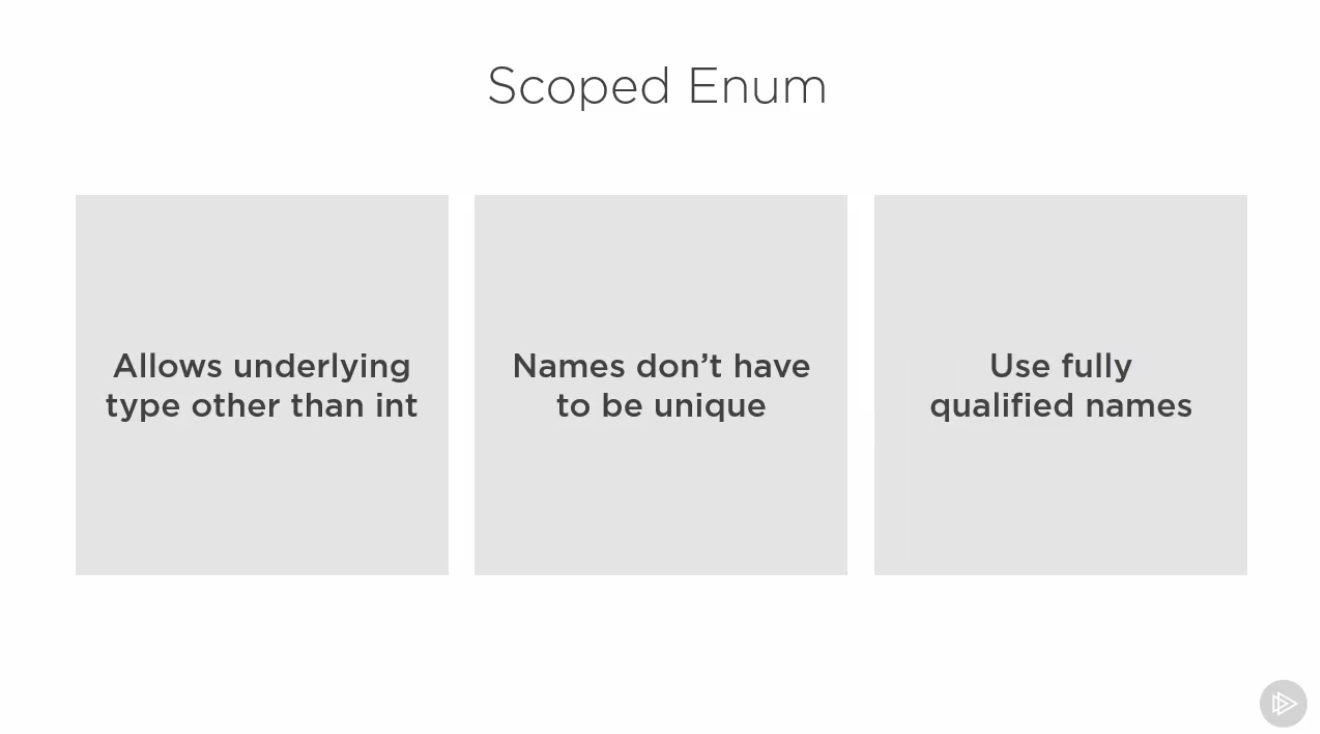 Scoped Enum
Allows underlying
type other than int
Names don’t have
to be unique
Use fully
qualified names